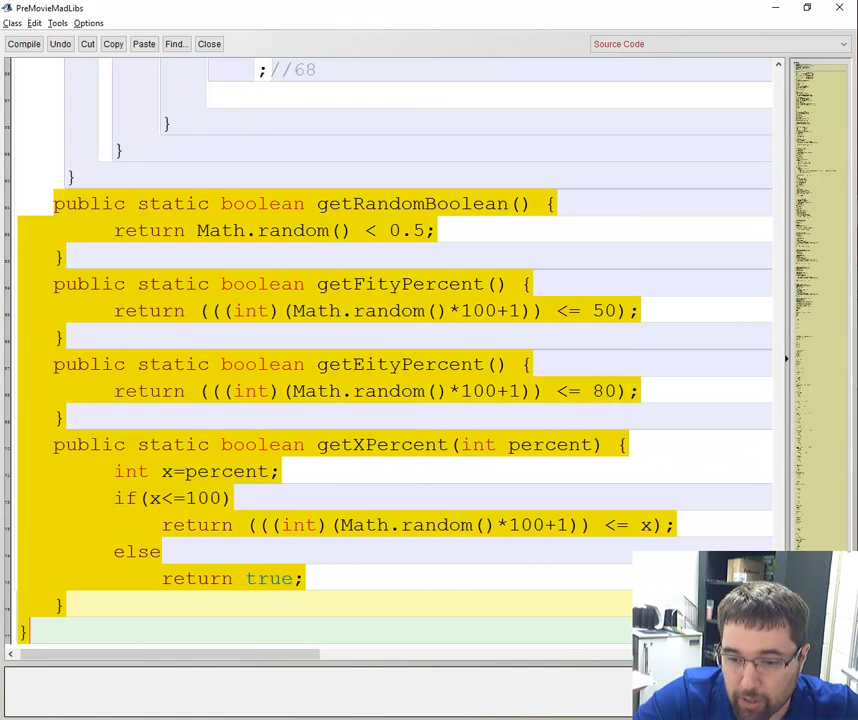 PreMovieMadLibs
Class Edit Tools Options
Compile Undo Cut Copy Paste Find... Close Source Code
;//68
}
}
}
public static boolean getRandomBoolean() {
return Math.random() < 0.5;
}
public static boolean getFityPercent() {
return (((int)(Math.random()*100+1)) <= 50);
}
public static boolean getEityPercent() {
return (((int)(Math.random()*100+1)) <= 80);
}
public static boolean getXPercent(int percent) {
int x=percent;
if(x<=100)
return (((int)(Math.random()*100+1)) <= x);
else
return true;
}
}